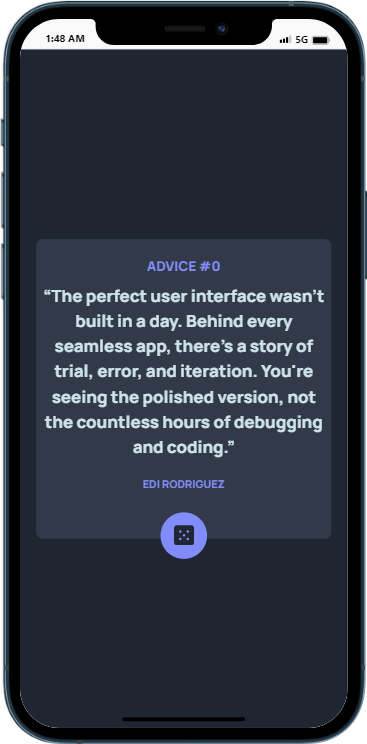 1:48 AM
5G
ADVICE #0
“The perfect user interface wasn’t
built in a day. Behind every
seamless app, there’s a story of
trial, error, and iteration. You're
seeing the polished version, not
the countless hours of debugging
and coding.”
EDI RODRIGUEZ